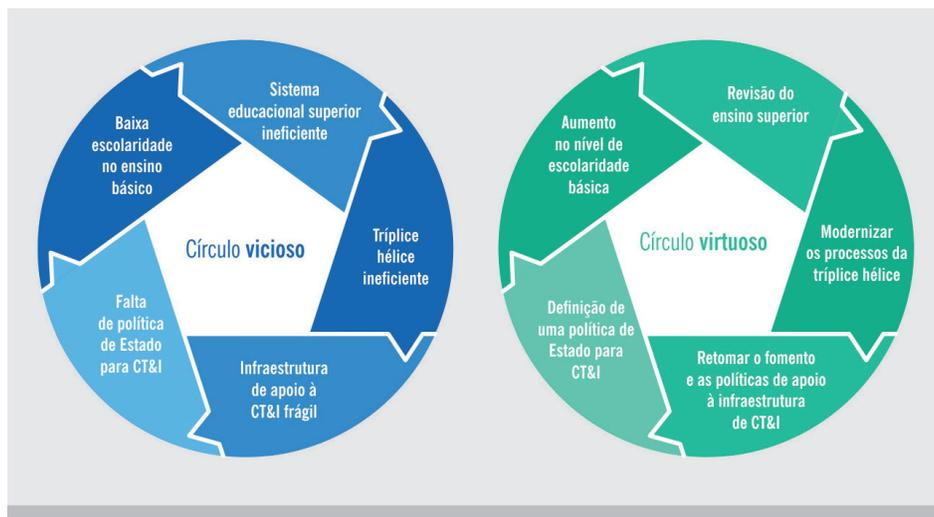 Sistema
educacional superior
ineficiente
Tríplice
hélice
ineficiente
Infraestrutura
de apoio à
CT&I frágil
Falta
de política
de Estado
para CT&I
Baixa
escolaridade
no ensino
básico
Círculo vicioso
Revisão do
ensino superior
Modernizar
os processos da
tríplice hélice
Retomar o fomento
e as políticas de apoio
à infraestrutura
de CT&I
Definição de
uma política de
Estado para
CT&I
Aumento
no nível de
escolaridade
básica
Círculo virtuoso